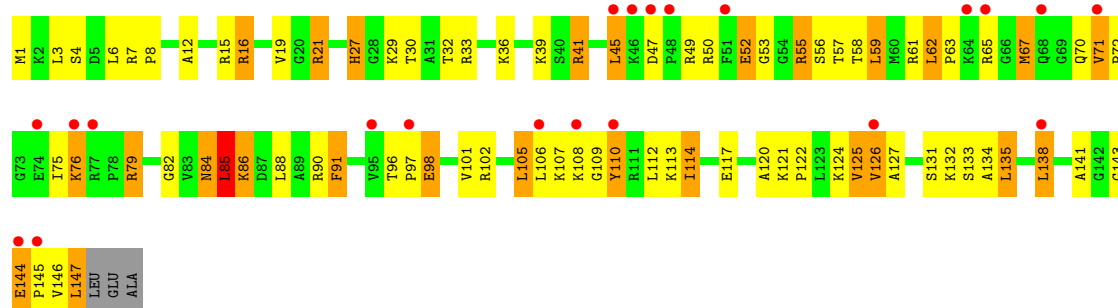 M1 K2 L3 S4 D5 L6 R7 P8 A12 R15 R16 V19 G20 R21 H27 G28 K29 T30 A31 T32 R33 K36 K39 S40 R41 L45 K46 D47 P48 R49 R50 F51 E52 G53 G54 R55 S56 T57 T58 L59 M60 R61 L62 P63 K64 R65 G66 M67 Q68 G69 Q70 V71 P72
G73 E74 I75 K76 R77 P78 R79 G82 V83 N84 L85 K86 D87 L88 A89 R90 F91 V95 T96 P97 E98 V101 R102 L105 L106 K107 K108 G109 Y110 R111 L112 K113 I114 E117 A120 K121 P122 L123 K124 V125 V126 A127 S131 K132 S133 A134 L135 L138 A141 G142 G143
E144 P145 V146 L147 LEU GLU ALA